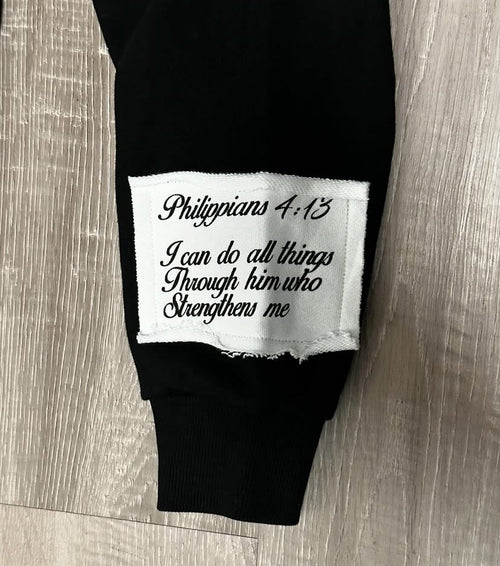 Philippians 4:13
I can do all things
Through him who
Strengthens me